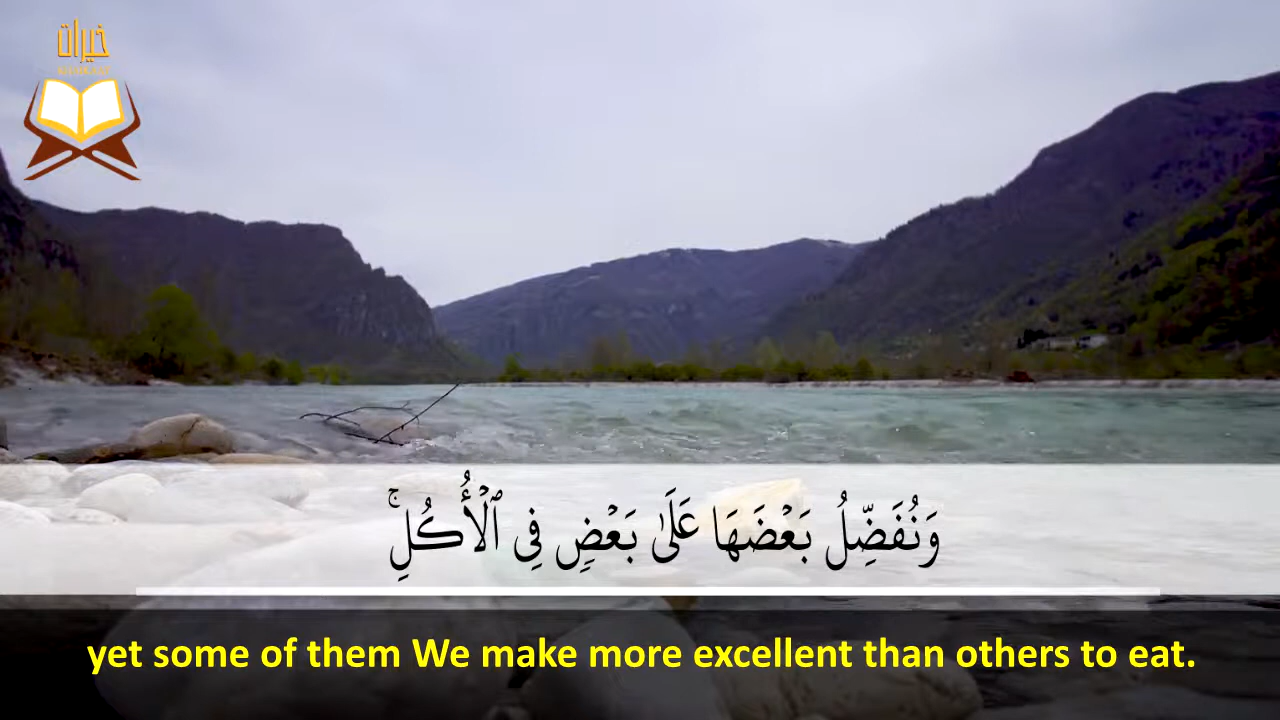 خيرات
وَنُفَضِّلُ بَعْضَهَا عَلَىٰ بَعْضٍ فِى ٱلْأُكُلِ ۚ
yet some of them We make more excellent than others to eat.